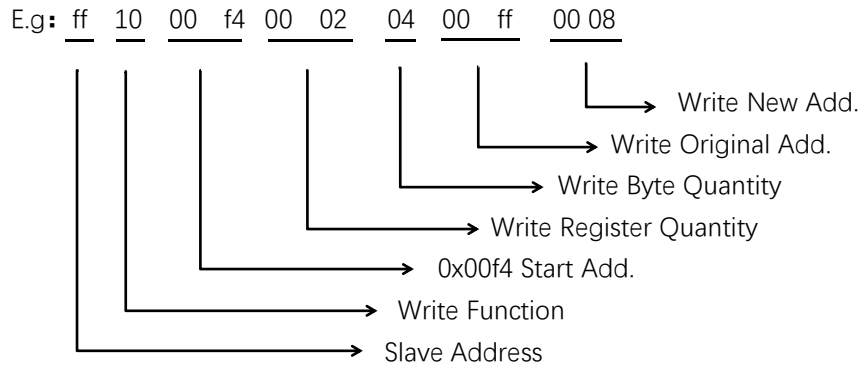 E.g: ff 10 00 f4 00 02 04 00 ff 00 08
Write New Add.
Write Original Add.
Write Byte Quantity
Write Register Quantity
0x00f4 Start Add.
Write Function
Slave Address